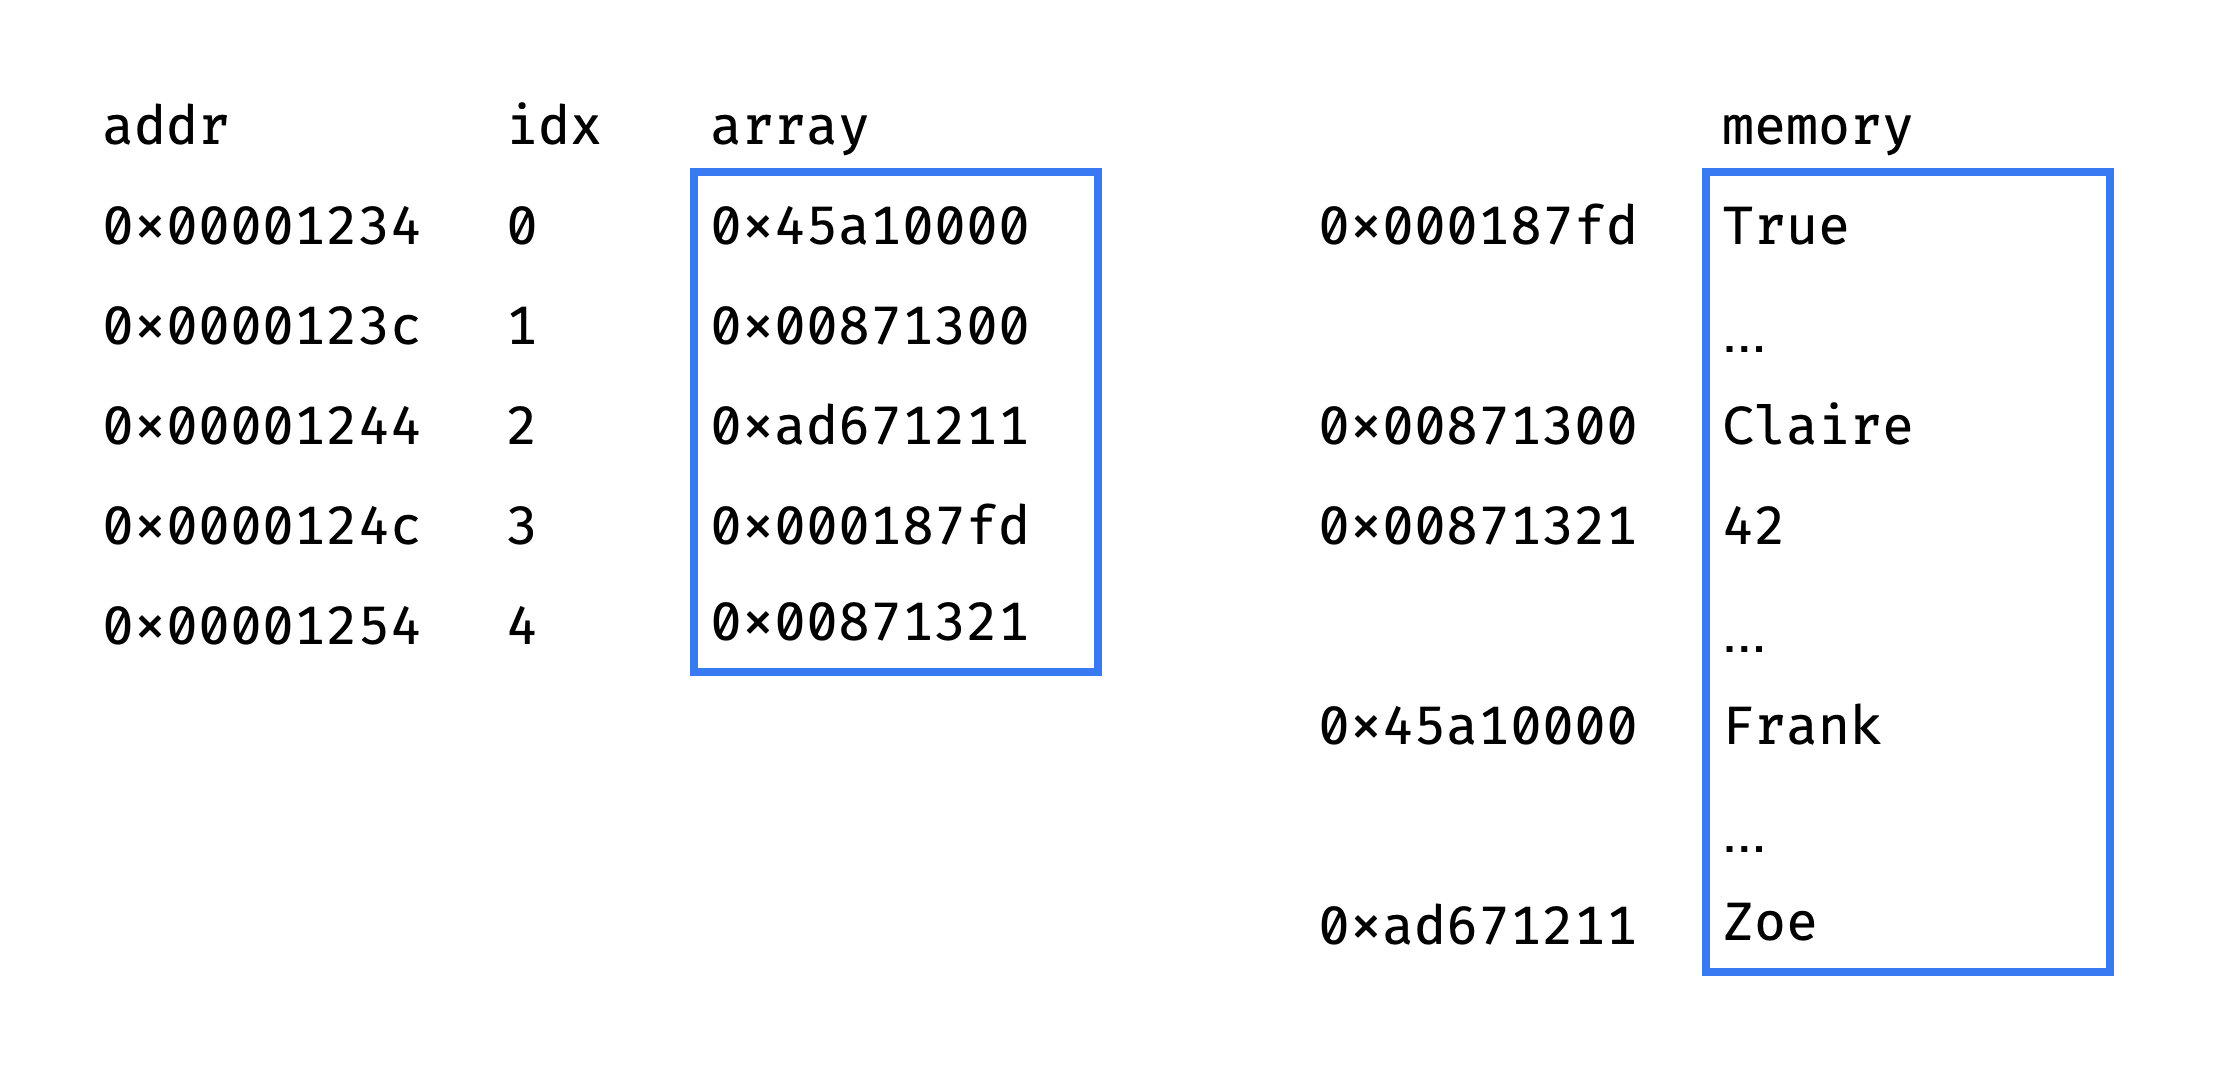 addr idx array memory
0×00001234 0 0×45a10000 0×000187fd True
0×0000123c 1 0×00871300 ...
0×00001244 2 0×ad671211 0×00871300 Claire
0×0000124c 3 0×000187fd 0×00871321 42
0×00001254 4 0×00871321 ...
0×45a10000 Frank
...
0×ad671211 Zoe